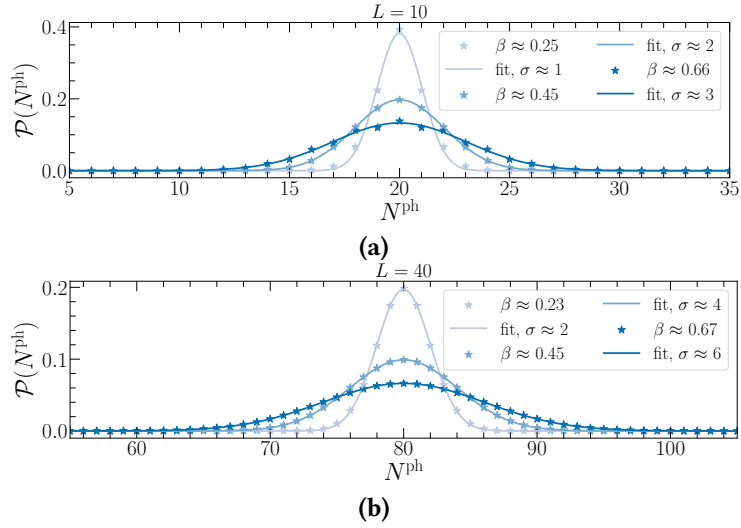 L = 10
0.4
0.2
0.0
𝒫(N^ph)
β ≈ 0.25
fit, σ ≈ 1
β ≈ 0.45
fit, σ ≈ 2
β ≈ 0.66
fit, σ ≈ 3
5 10 15 20 25 30 35
N^ph
(a)
L = 40
0.2
0.1
0.0
𝒫(N^ph)
β ≈ 0.23
fit, σ ≈ 2
β ≈ 0.45
fit, σ ≈ 4
β ≈ 0.67
fit, σ ≈ 6
60 70 80 90 100
N^ph
(b)